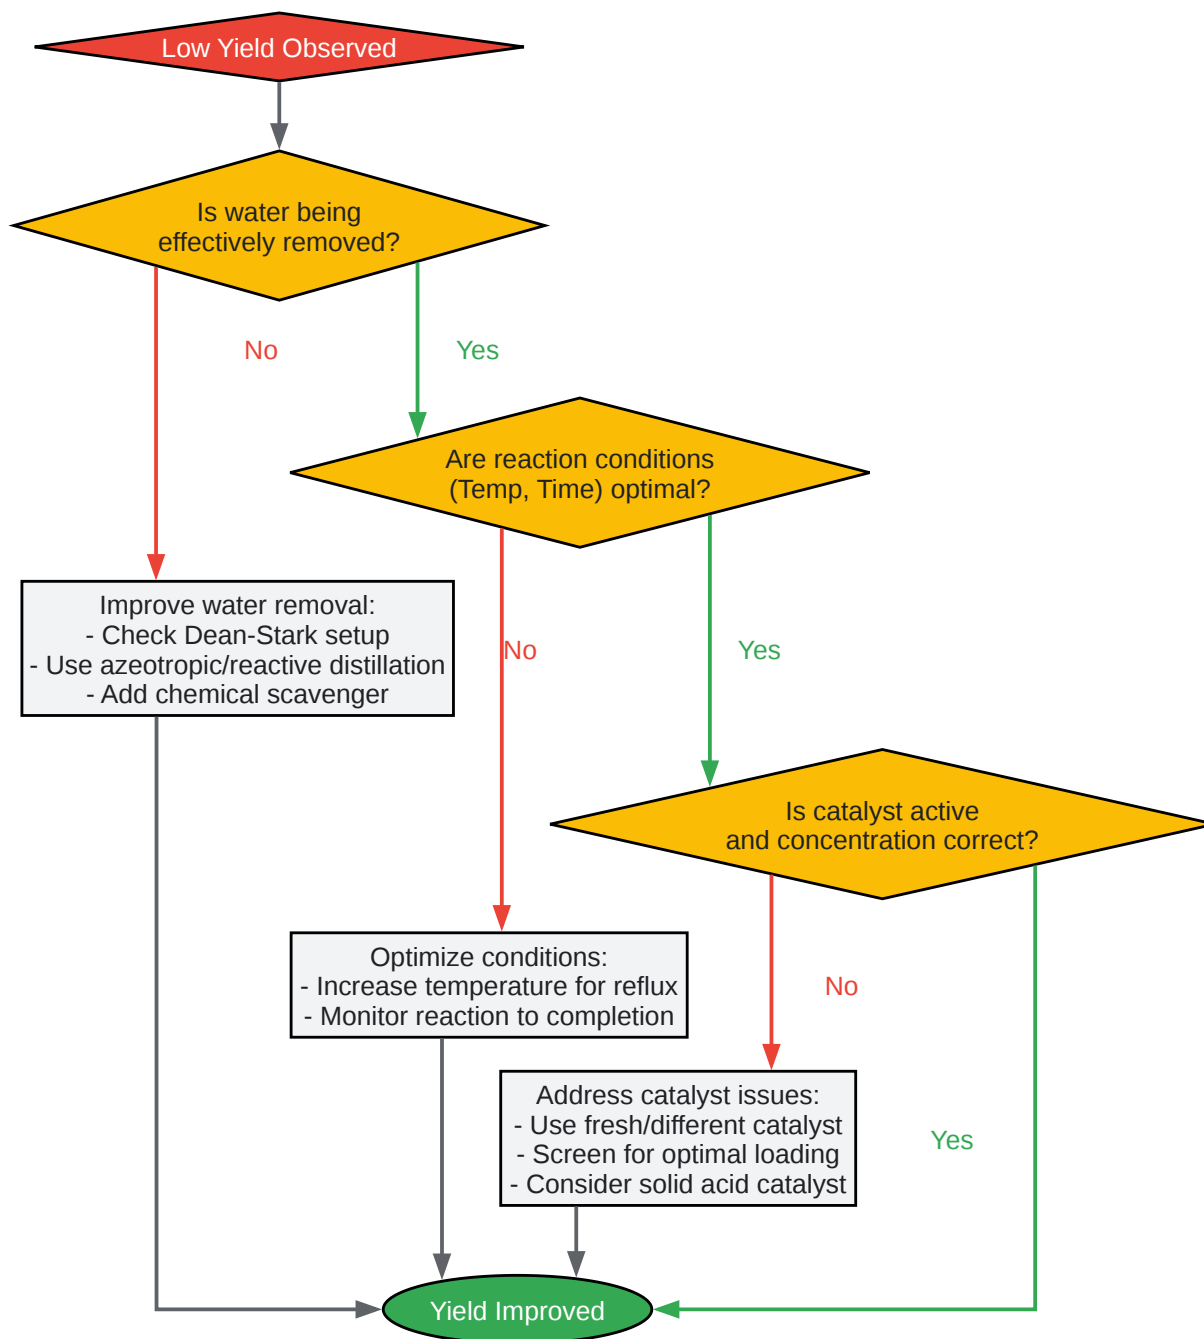 Low Yield Observed
Is water being
effectively removed?
No
Yes
Are reaction conditions
(Temp, Time) optimal?
Improve water removal:
- Check Dean-Stark setup
- Use azeotropic/reactive distillation
- Add chemical scavenger
No
Yes
Is catalyst active
and concentration correct?
Optimize conditions:
- Increase temperature for reflux
- Monitor reaction to completion
No
Address catalyst issues:
- Use fresh/different catalyst
- Screen for optimal loading
- Consider solid acid catalyst
Yes
Yield Improved